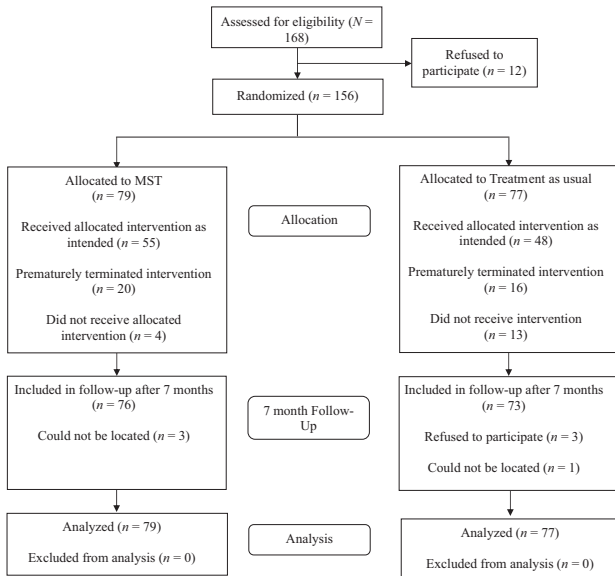 Assessed for eligibility (N =
168)
Refused to
participate (n = 12)
Randomized (n = 156)
Allocated to MST
(n = 79)
Received allocated intervention as
intended (n = 55)
Prematurely terminated intervention
(n = 20)
Did not receive allocated
intervention (n = 4)
Allocation
Allocated to Treatment as usual
(n = 77)
Received allocated intervention as
intended (n = 48)
Prematurely terminated intervention
(n = 16)
Did not receive intervention
(n = 13)
Included in follow-up after 7 months
(n = 76)
Could not be located (n = 3)
7 month Follow-
Up
Included in follow-up after 7 months
(n = 73)
Refused to participate (n = 3)
Could not be located (n = 1)
Analyzed (n = 79)
Excluded from analysis (n = 0)
Analysis
Analyzed (n = 77)
Excluded from analysis (n = 0)